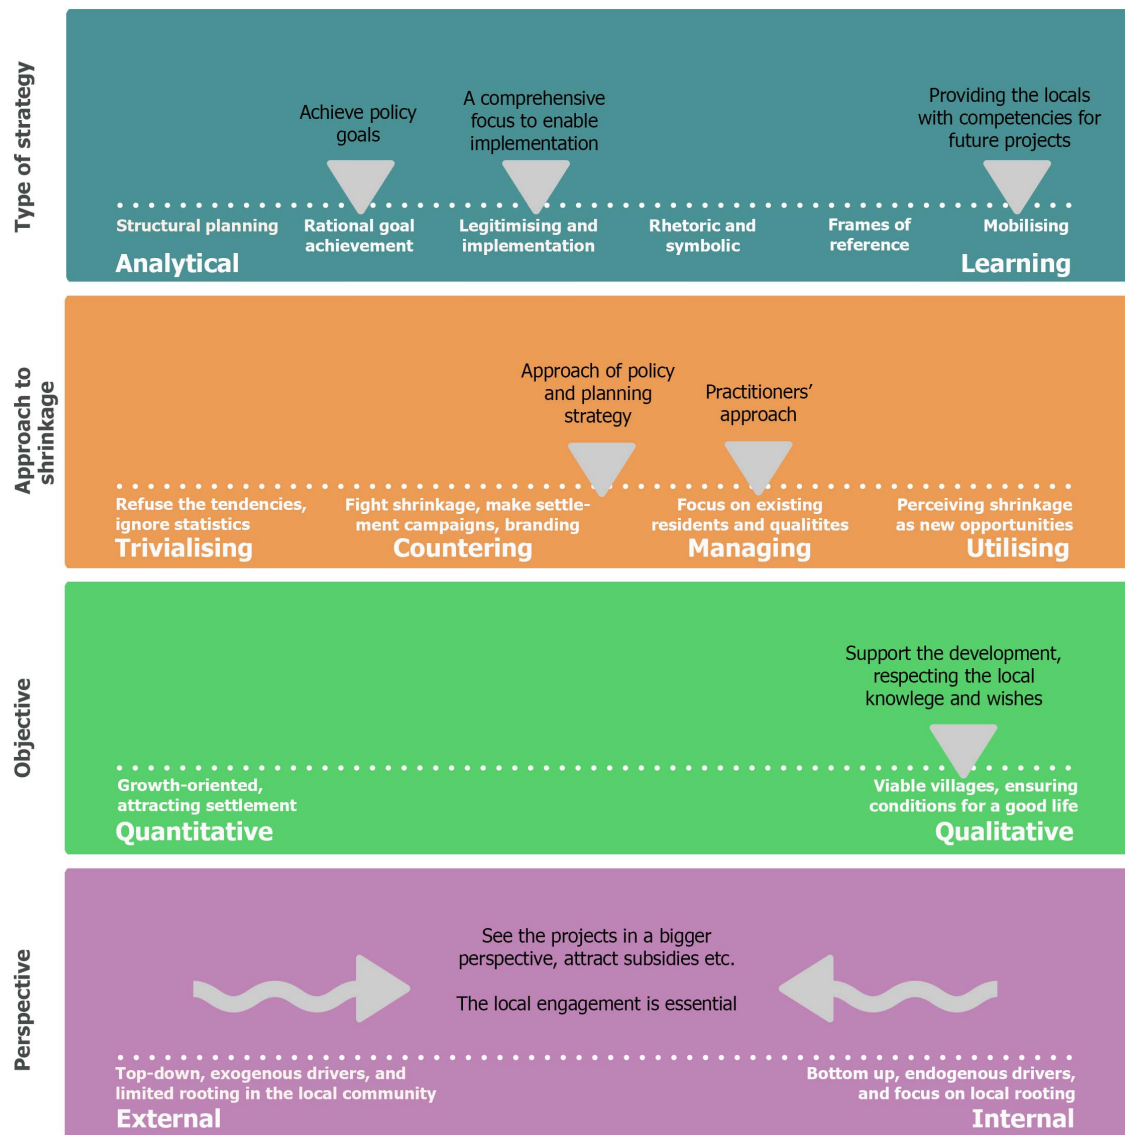 Type of strategy
Achieve policy
goals
A comprehensive
focus to enable
implementation
Providing the locals
with competencies for
future projects
Structural planning
Rational goal
achievement
Legitimising and
implementation
Rhetoric and
symbolic
Frames of
reference
Mobilising
Analytical
Learning
Approach to
shrinkage
Approach of policy
and planning
strategy
Practitioners’
approach
Refuse the tendencies,
ignore statistics
Trivialising
Fight shrinkage, make settle-
ment campaigns, branding
Countering
Focus on existing
residents and qualitites
Managing
Perceiving shrinkage
as new opportunities
Utilising
Objective
Support the development,
respecting the local
knowlege and wishes
Growth-oriented,
attracting settlement
Quantitative
Viable villages, ensuring
conditions for a good life
Qualitative
Perspective
See the projects in a bigger
perspective, attract subsidies etc.
The local engagement is essential
Top-down, exogenous drivers, and
limited rooting in the local community
External
Bottom up, endogenous drivers,
and focus on local rooting
Internal